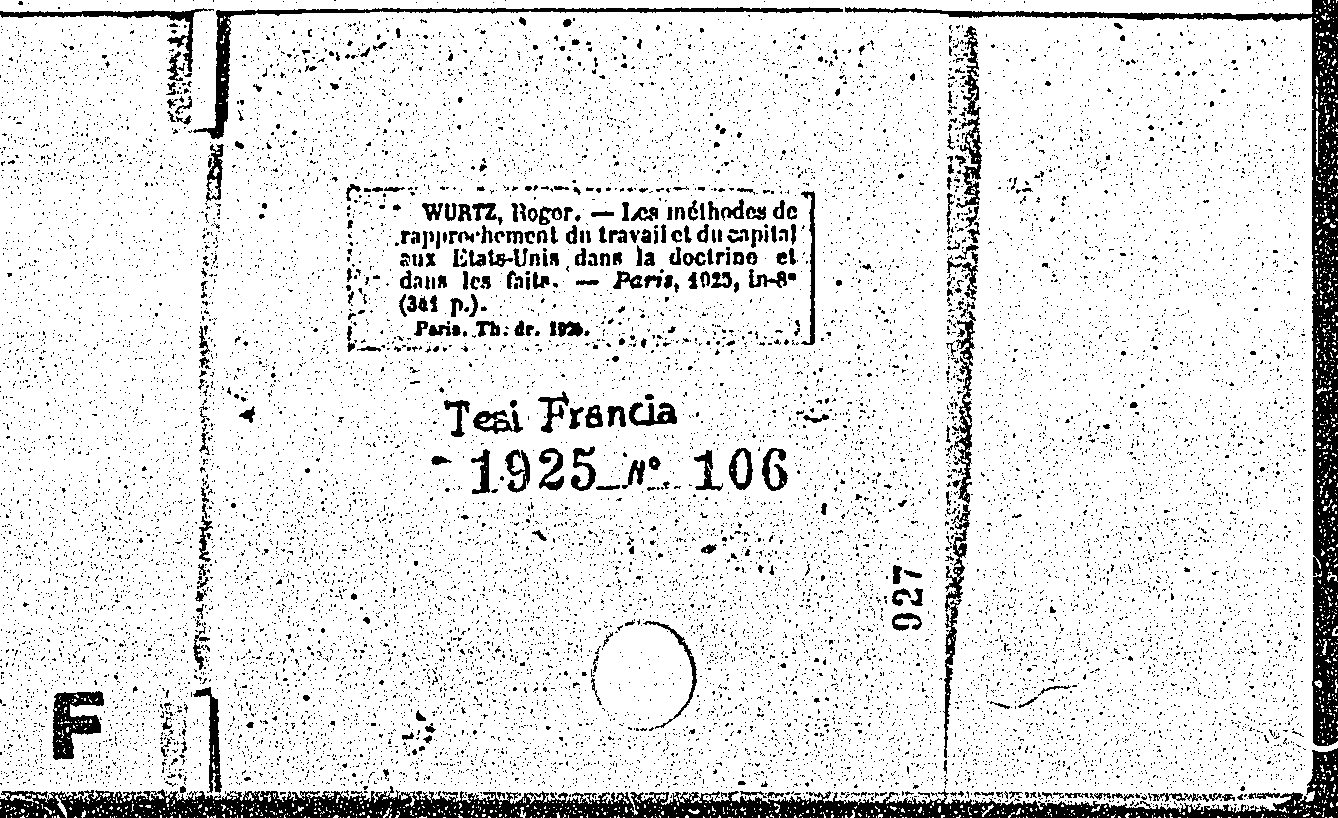 WURTZ, Roger. — Les méthodes de
rapprochement du travail et du capital
aux Etats-Unis dans la doctrine et
dans les faits. — Paris, 1925, in-8°
(341 p.).
Paris. Th. dr. 1925.
Tesi Francia
1925 N° 106
927
F